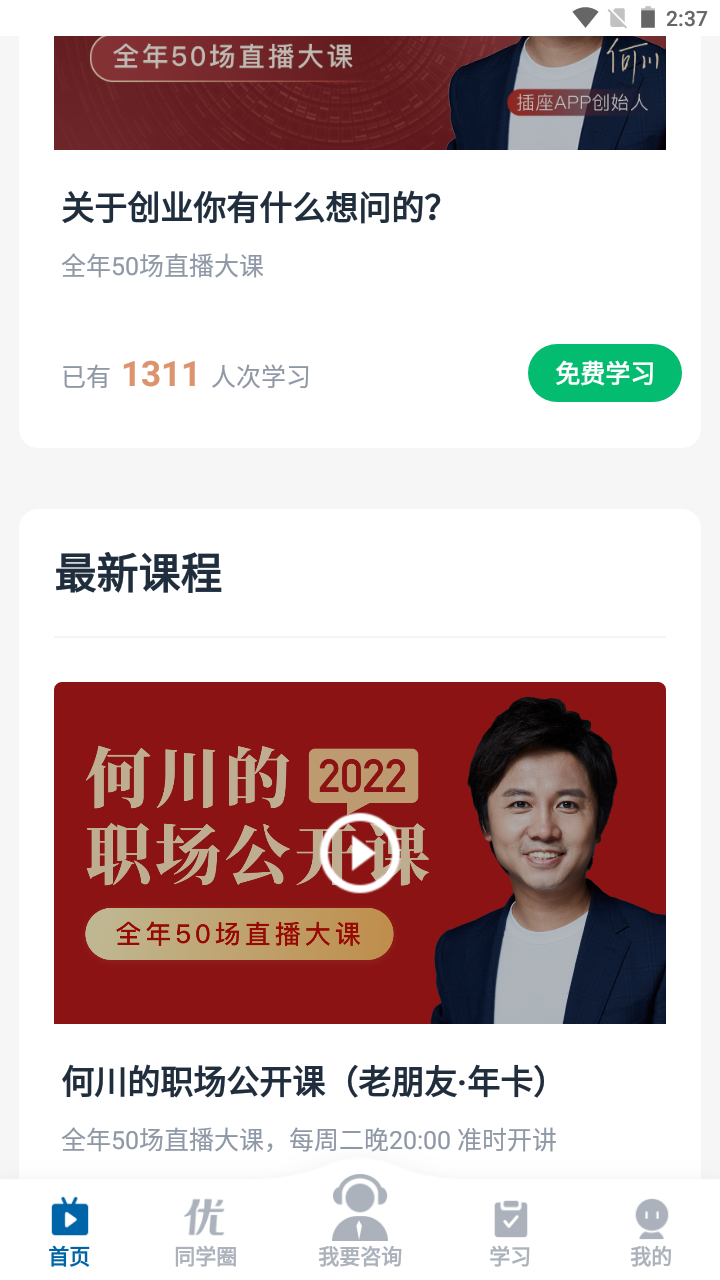 2:37
全年50场直播大课
何川
插座APP创始人
关于创业你有什么想问的？
全年50场直播大课
已有 1311 人次学习
免费学习
最新课程
何川的 2022
职场公开课
全年50场直播大课
何川的职场公开课（老朋友·年卡）
全年50场直播大课，每周二晚20:00 准时开讲
优
首页 同学圈 我要咨询 学习 我的